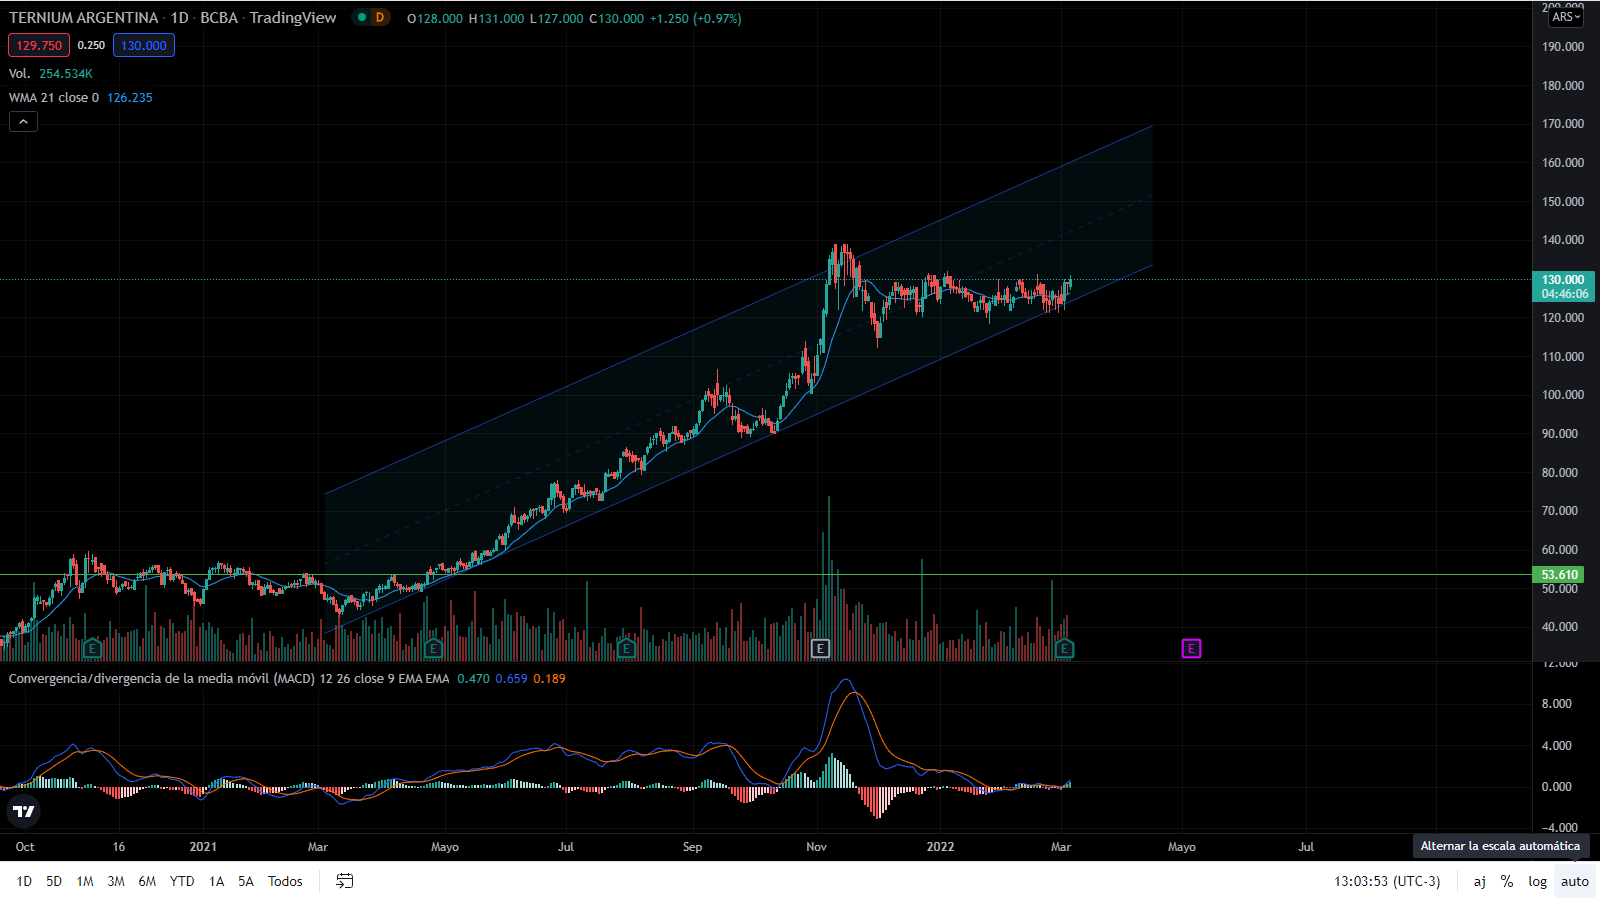 TERNIUM ARGENTINA · 1D · BCBA · TradingView D O128.000 H131.000 L127.000 C130.000 +1.250 (+0.97%)
129.750 0.250 130.000
Vol. 254.534K
WMA 21 close 0 126.235
ARS
200.000
190.000
180.000
170.000
160.000
150.000
140.000
130.000
04:46:06
120.000
110.000
100.000
90.000
80.000
70.000
60.000
53.610
50.000
40.000
E E E E E E
12.000
Convergencia/divergencia de la media móvil (MACD) 12 26 close 9 EMA EMA 0.470 0.659 0.189
8.000
4.000
0.000
−4.000
Oct 16 2021 Mar Mayo Jul Sep Nov 2022 Mar Mayo Jul
Alternar la escala automática
1D 5D 1M 3M 6M YTD 1A 5A Todos 13:03:53 (UTC-3) aj % log auto